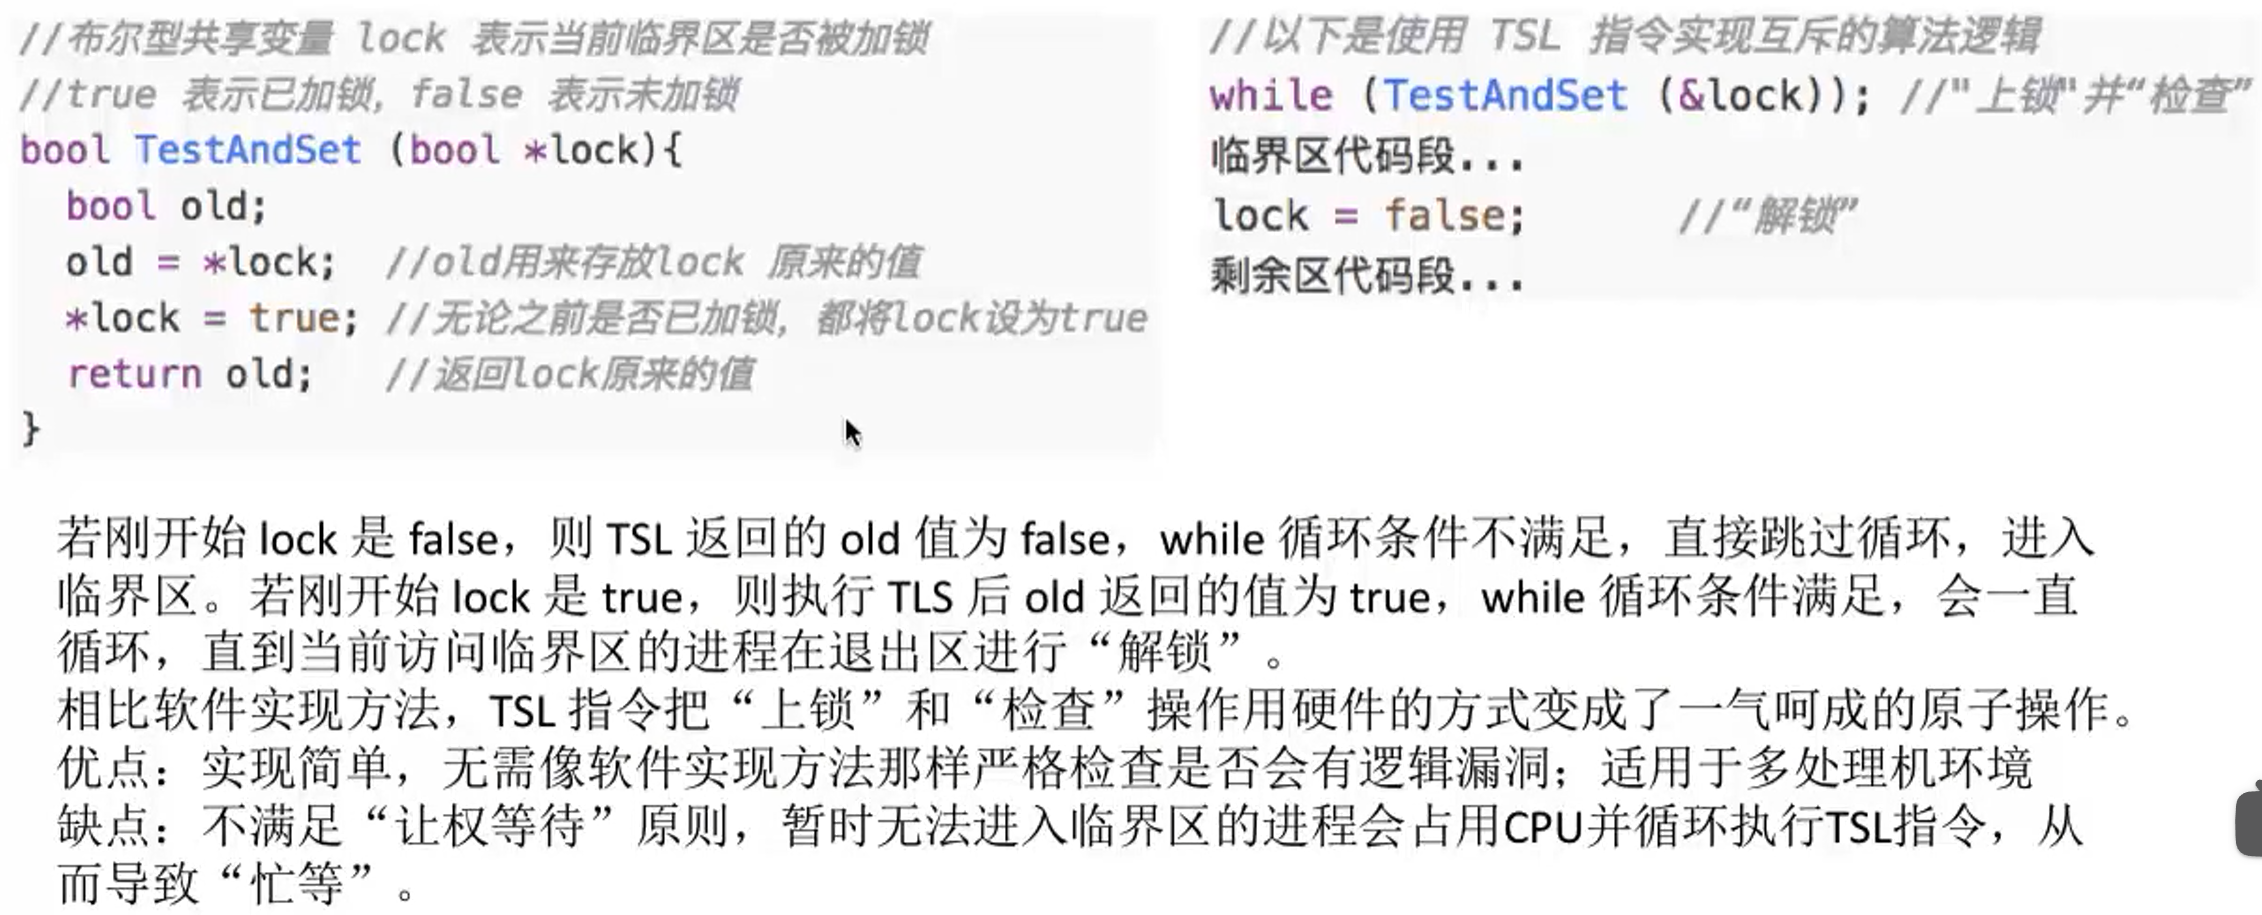 //布尔型共享变量 lock 表示当前临界区是否被加锁
//true 表示已加锁，false 表示未加锁
bool TestAndSet (bool *lock){
  bool old;
  old = *lock;  //old用来存放lock 原来的值
  *lock = true; //无论之前是否已加锁，都将lock设为true
  return old;   //返回lock原来的值
}
//以下是使用 TSL 指令实现互斥的算法逻辑
while (TestAndSet (&lock)); //"上锁"并“检查”
临界区代码段...
lock = false;      //“解锁”
剩余区代码段...
若刚开始 lock 是 false，则 TSL 返回的 old 值为 false，while 循环条件不满足，直接跳过循环，进入
临界区。若刚开始 lock 是 true，则执行 TLS 后 old 返回的值为 true，while 循环条件满足，会一直
循环，直到当前访问临界区的进程在退出区进行“解锁”。
相比软件实现方法，TSL 指令把“上锁”和“检查”操作用硬件的方式变成了一气呵成的原子操作。
优点：实现简单，无需像软件实现方法那样严格检查是否会有逻辑漏洞；适用于多处理机环境
缺点：不满足“让权等待”原则，暂时无法进入临界区的进程会占用CPU并循环执行TSL指令，从
而导致“忙等”。